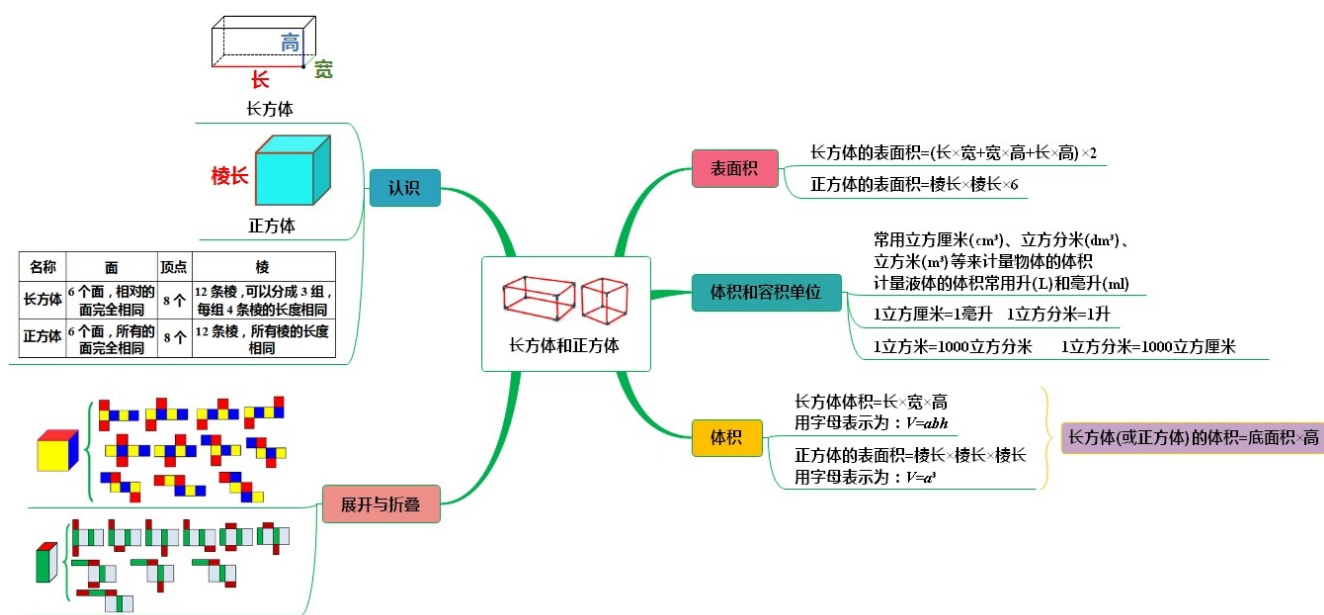 高
宽
长
长方体
棱长
正方体
认识
名称 面 顶点 棱
长方体 6个面,相对的面完全相同 8个 12条棱,可以分成3组,每组4条棱的长度相同
正方体 6个面,所有的面完全相同 8个 12条棱,所有棱的长度相同
展开与折叠
长方体和正方体
表面积
长方体的表面积=(长×宽+宽×高+长×高)×2
正方体的表面积=棱长×棱长×6
体积和容积单位
常用立方厘米(cm³)、立方分米(dm³)、
立方米(m³)等来计量物体的体积
计量液体的体积常用升(L)和毫升(ml)
1立方厘米=1毫升 1立方分米=1升
1立方米=1000立方分米 1立方分米=1000立方厘米
体积
长方体体积=长×宽×高
用字母表示为:V=abh
正方体的表面积=棱长×棱长×棱长
用字母表示为:V=a³
长方体(或正方体)的体积=底面积×高